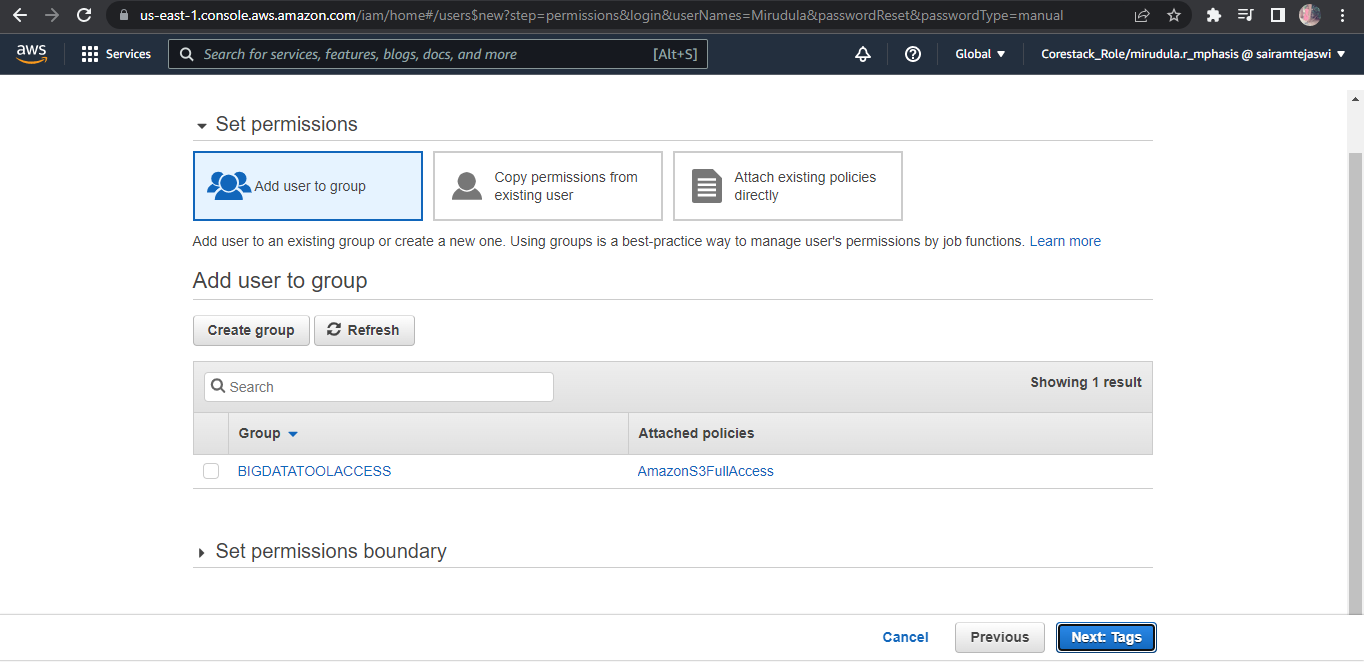 us-east-1.console.aws.amazon.com/iam/home#/users$new?step=permissions&login&userNames=Mirudula&passwordReset&passwordType=manual
aws Services Search for services, features, blogs, docs, and more [Alt+S] Global Corestack_Role/mirudula.r_mphasis @ sairamtejaswi
Set permissions
Add user to group
Copy permissions from
existing user
Attach existing policies
directly
Add user to an existing group or create a new one. Using groups is a best-practice way to manage user's permissions by job functions. Learn more
Add user to group
Create group Refresh
Search Showing 1 result
Group Attached policies
BIGDATATOOLACCESS AmazonS3FullAccess
Set permissions boundary
Cancel Previous Next: Tags